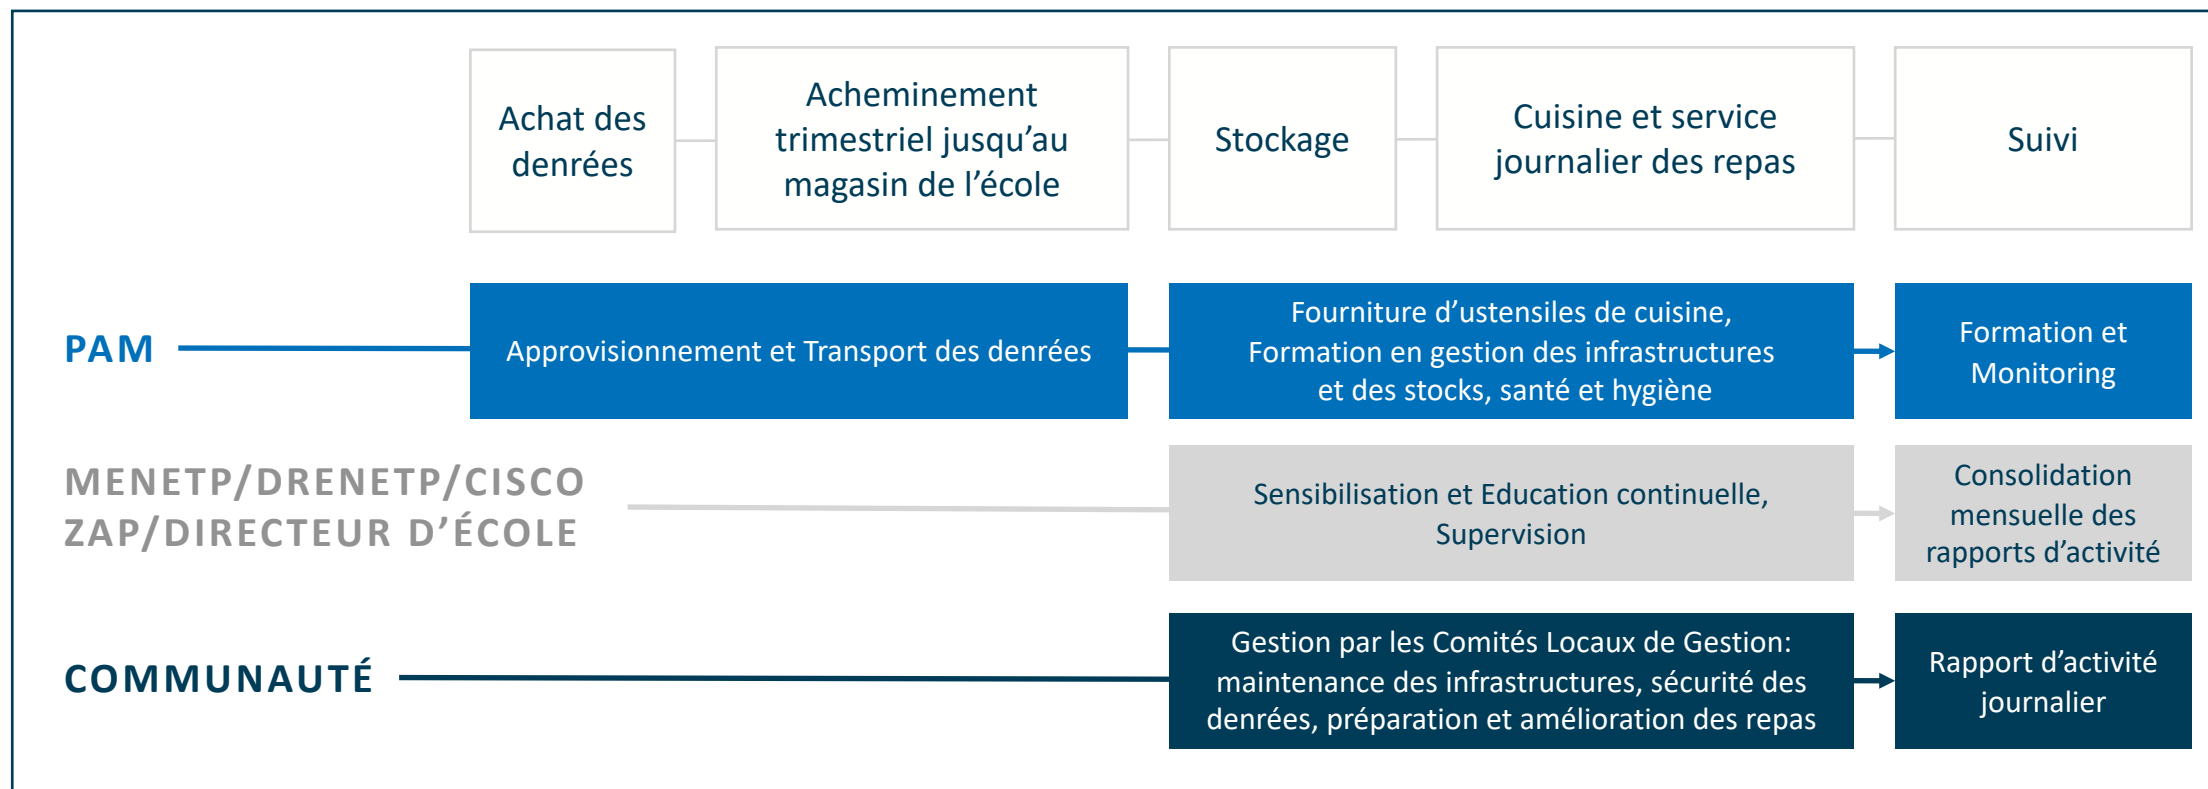 Achat des
denrées
Acheminement
trimestriel jusqu’au
magasin de l’école
Stockage
Cuisine et service
journalier des repas
Suivi
PAM
Approvisionnement et Transport des denrées
Fourniture d’ustensiles de cuisine,
Formation en gestion des infrastructures
et des stocks, santé et hygiène
Formation et
Monitoring
MENETP/DRENETP/CISCO
ZAP/DIRECTEUR D’ÉCOLE
Sensibilisation et Education continuelle,
Supervision
Consolidation
mensuelle des
rapports d’activité
COMMUNAUTÉ
Gestion par les Comités Locaux de Gestion:
maintenance des infrastructures, sécurité des
denrées, préparation et amélioration des repas
Rapport d’activité
journalier